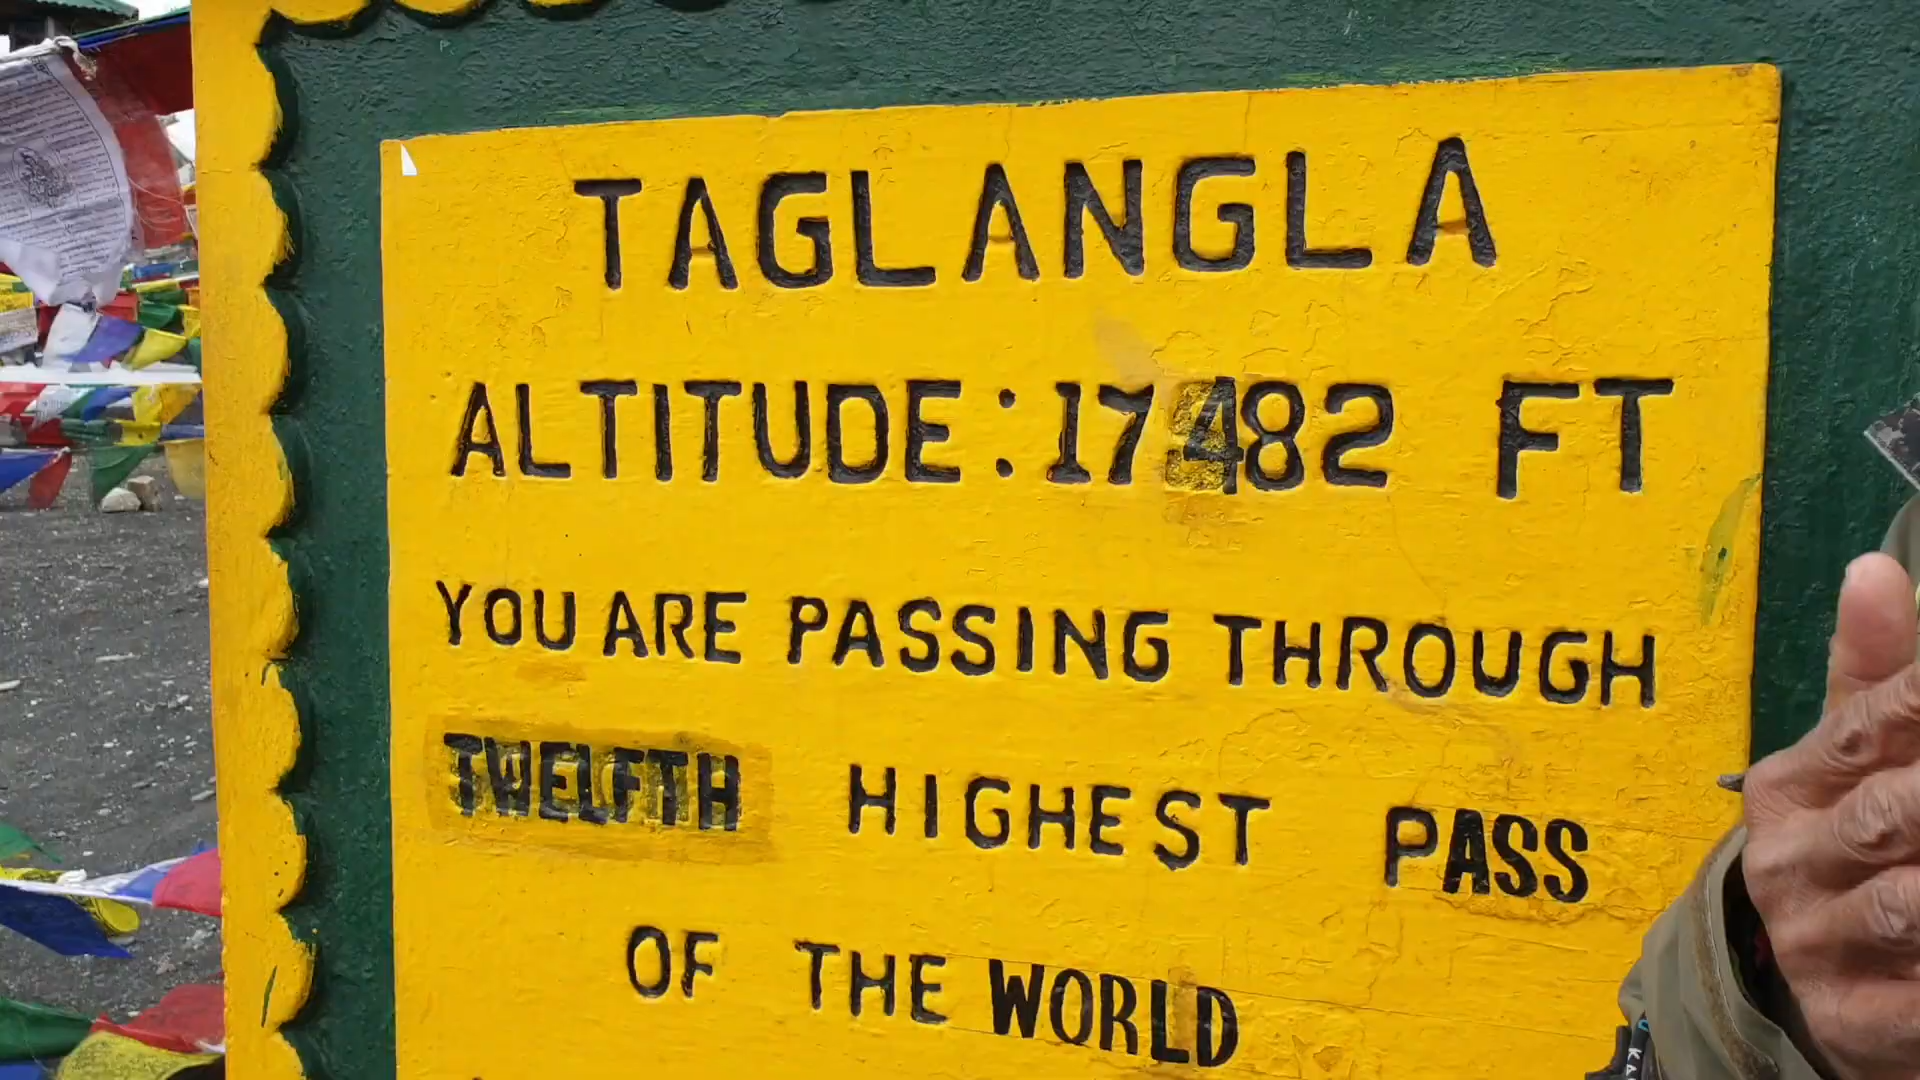 TAGLANGLA
ALTITUDE : 17482 FT
YOU ARE PASSING THROUGH
TWELFTH HIGHEST PASS
OF THE WORLD